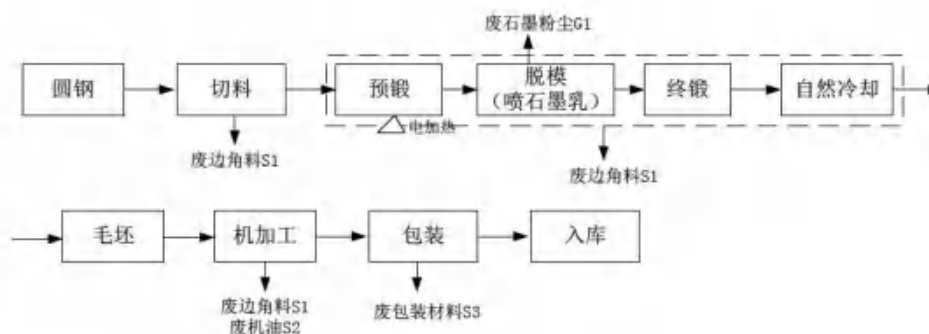 废石墨粉尘G1
圆钢
切料
预锻
脱模
（喷石墨乳）
终锻
自然冷却
电加热
废边角料S1
废边角料S1
毛坯
机加工
包装
入库
废边角料S1
废机油S2
废包装材料S3